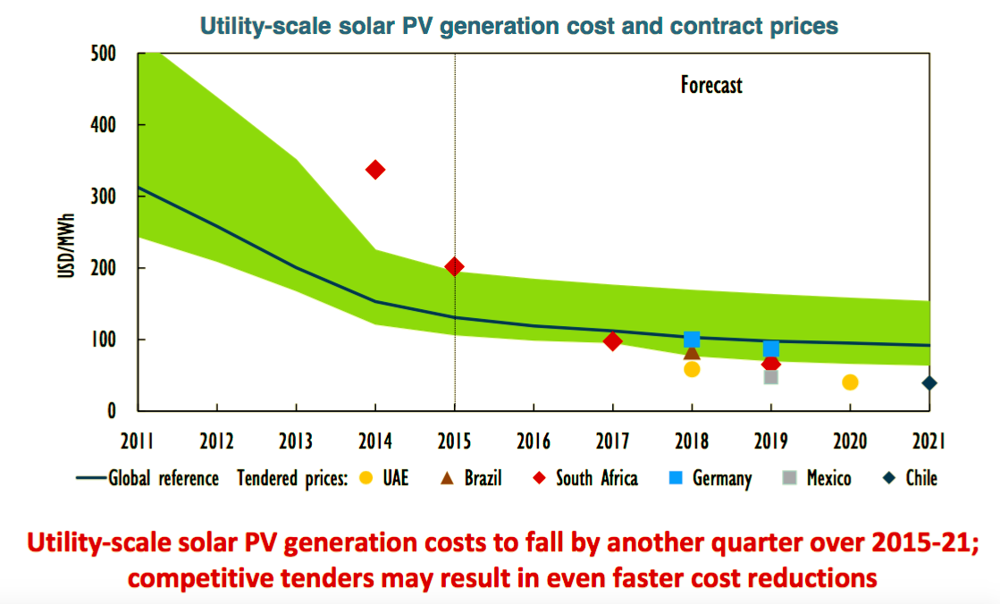 Utility-scale solar PV generation cost and contract prices
500
400
300
200
100
0
USD/MWh
Forecast
2011 2012 2013 2014 2015 2016 2017 2018 2019 2020 2021
Global reference Tendered prices: UAE Brazil South Africa Germany Mexico Chile
Utility-scale solar PV generation costs to fall by another quarter over 2015-21;
competitive tenders may result in even faster cost reductions